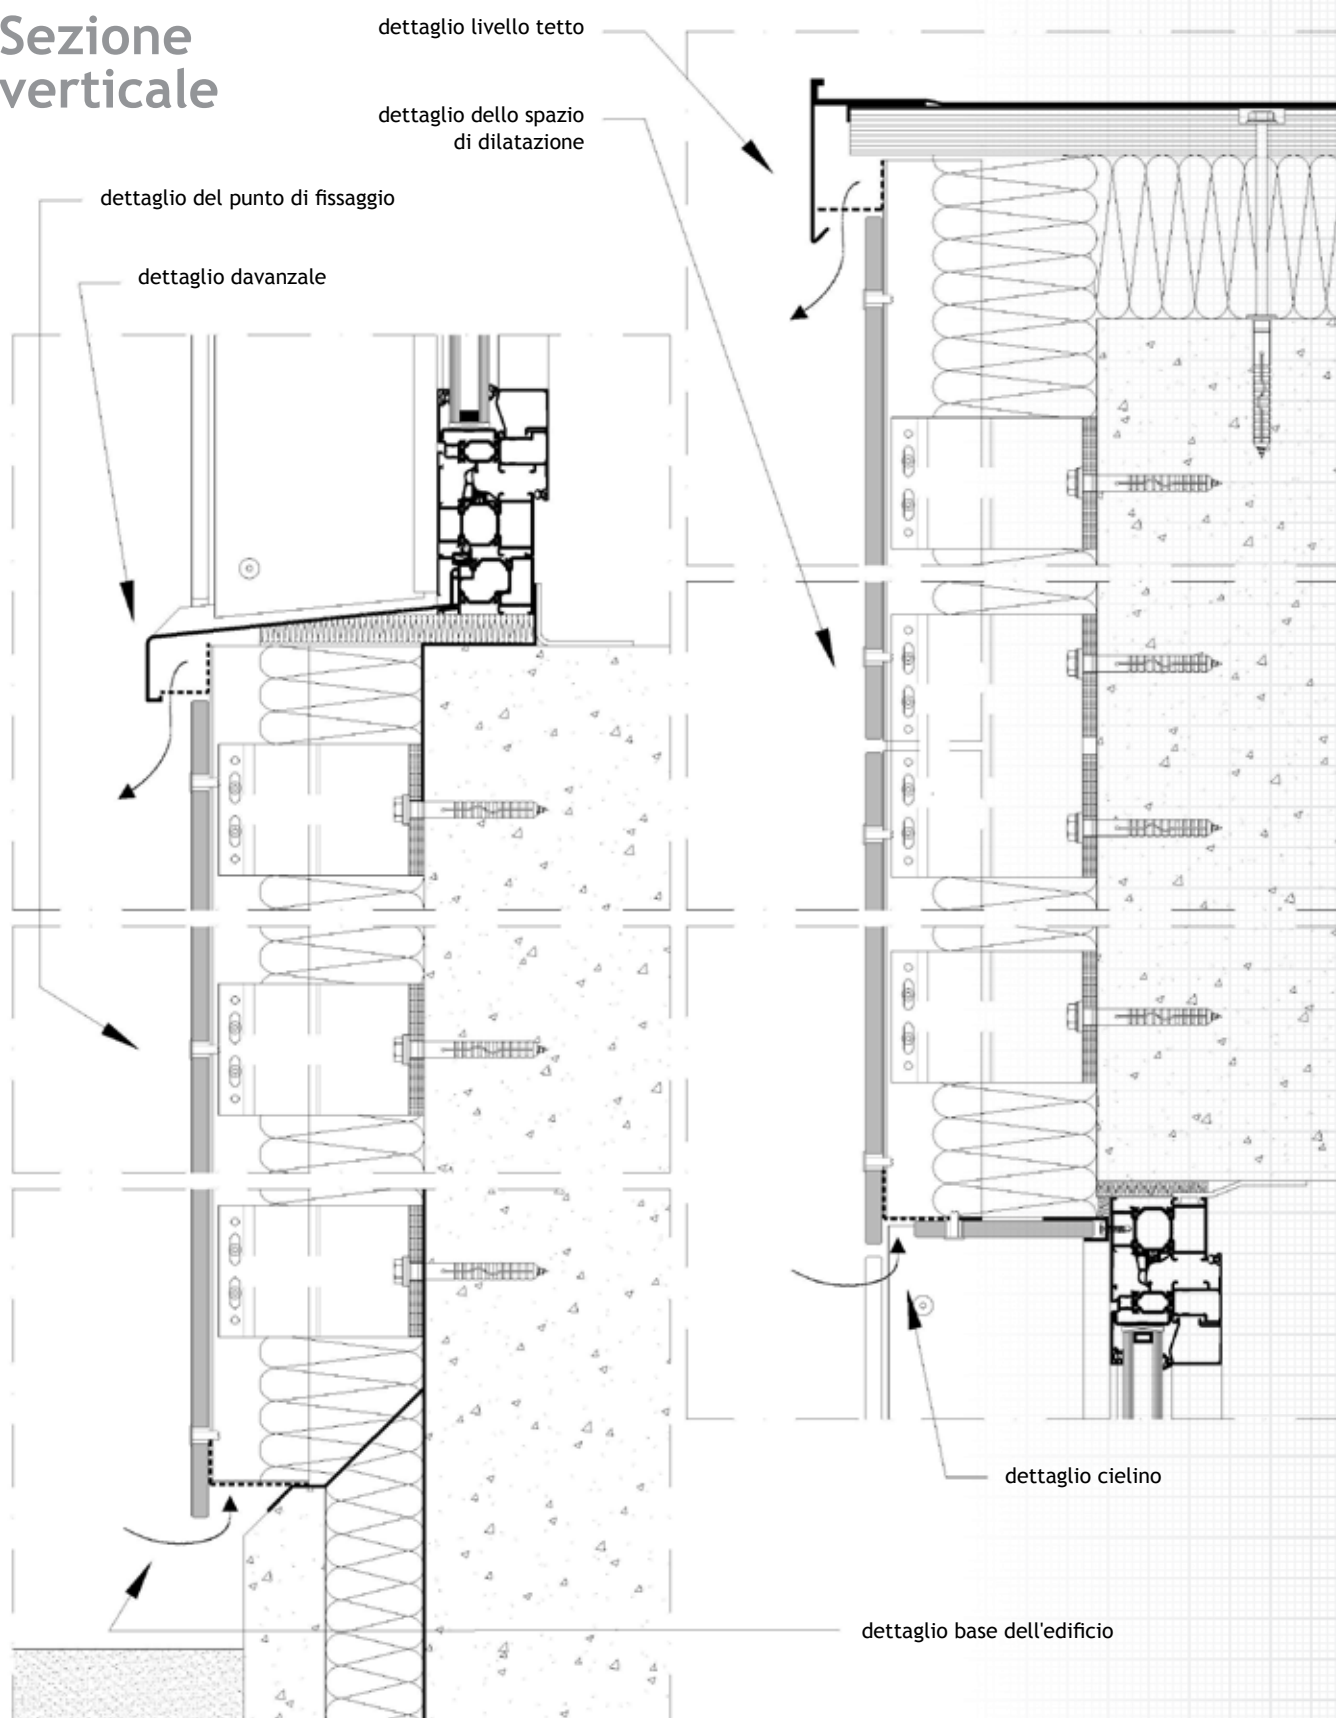 Sezione
verticale
dettaglio livello tetto
dettaglio dello spazio
di dilatazione
dettaglio del punto di fissaggio
dettaglio davanzale
dettaglio cielino
dettaglio base dell'edificio